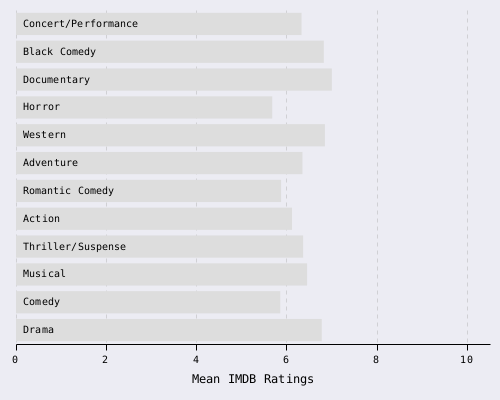 Concert/Performance
Black Comedy
Documentary
Horror
Western
Adventure
Romantic Comedy
Action
Thriller/Suspense
Musical
Comedy
Drama
0 2 4 6 8 10
Mean IMDB Ratings